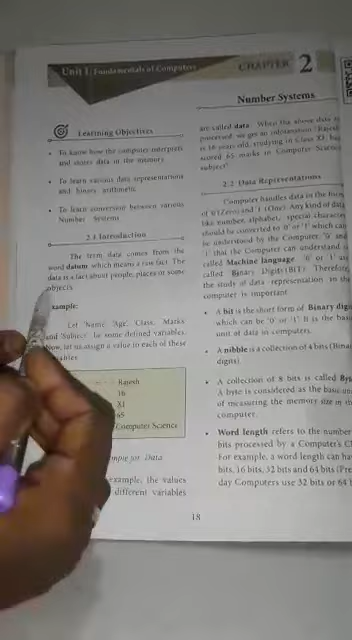 Unit I Fundamentals of Computers
CHAPTER 2
Number Systems
Learning Objectives
• To know how the computer interprets
and stores data in the memory.
• To learn various data representations
and binary arithmetic.
• To learn conversion between various
Number Systems
2.1 Introduction
The term data comes from the
word datum which means a raw fact. The
data is a fact about people, places or some
objects.
Example:
Let 'Name', 'Age', 'Class', 'Marks'
and 'Subject' be some defined variables.
Now, let us assign a value to each of these
Rajesh
16
XI
65
Computer Science
for Data
example, the values
different variables
are called data. When the above data is
processed, we get an information "Rajesh
is 16 years old, studying in Class XI, has
scored 65 marks in Computer Science
subject".
2.2 Data Representations
Computer handles data in the form
of '0'(Zero) and '1' (One). Any kind of data
like number, alphabet, special character
should be converted to '0' or '1' which can
be understood by the Computer. '0' and
'1' that the Computer can understand is
called Machine language. '0' or '1' are
called 'Binary Digits'(BIT). Therefore,
the study of data representation in the
computer is important.
• A bit is the short form of Binary digit
which can be '0' or '1'. It is the basic
unit of data in computers.
• A nibble is a collection of 4 bits (Binary
digits).
• A collection of 8 bits is called Byte.
A byte is considered as the basic unit
of measuring the memory size in the
computer.
• Word length refers to the number
bits processed by a Computer's CPU
For example, a word length can have
bits, 16 bits, 32 bits and 64 bits (Pres
day Computers use 32 bits or 64 b
18